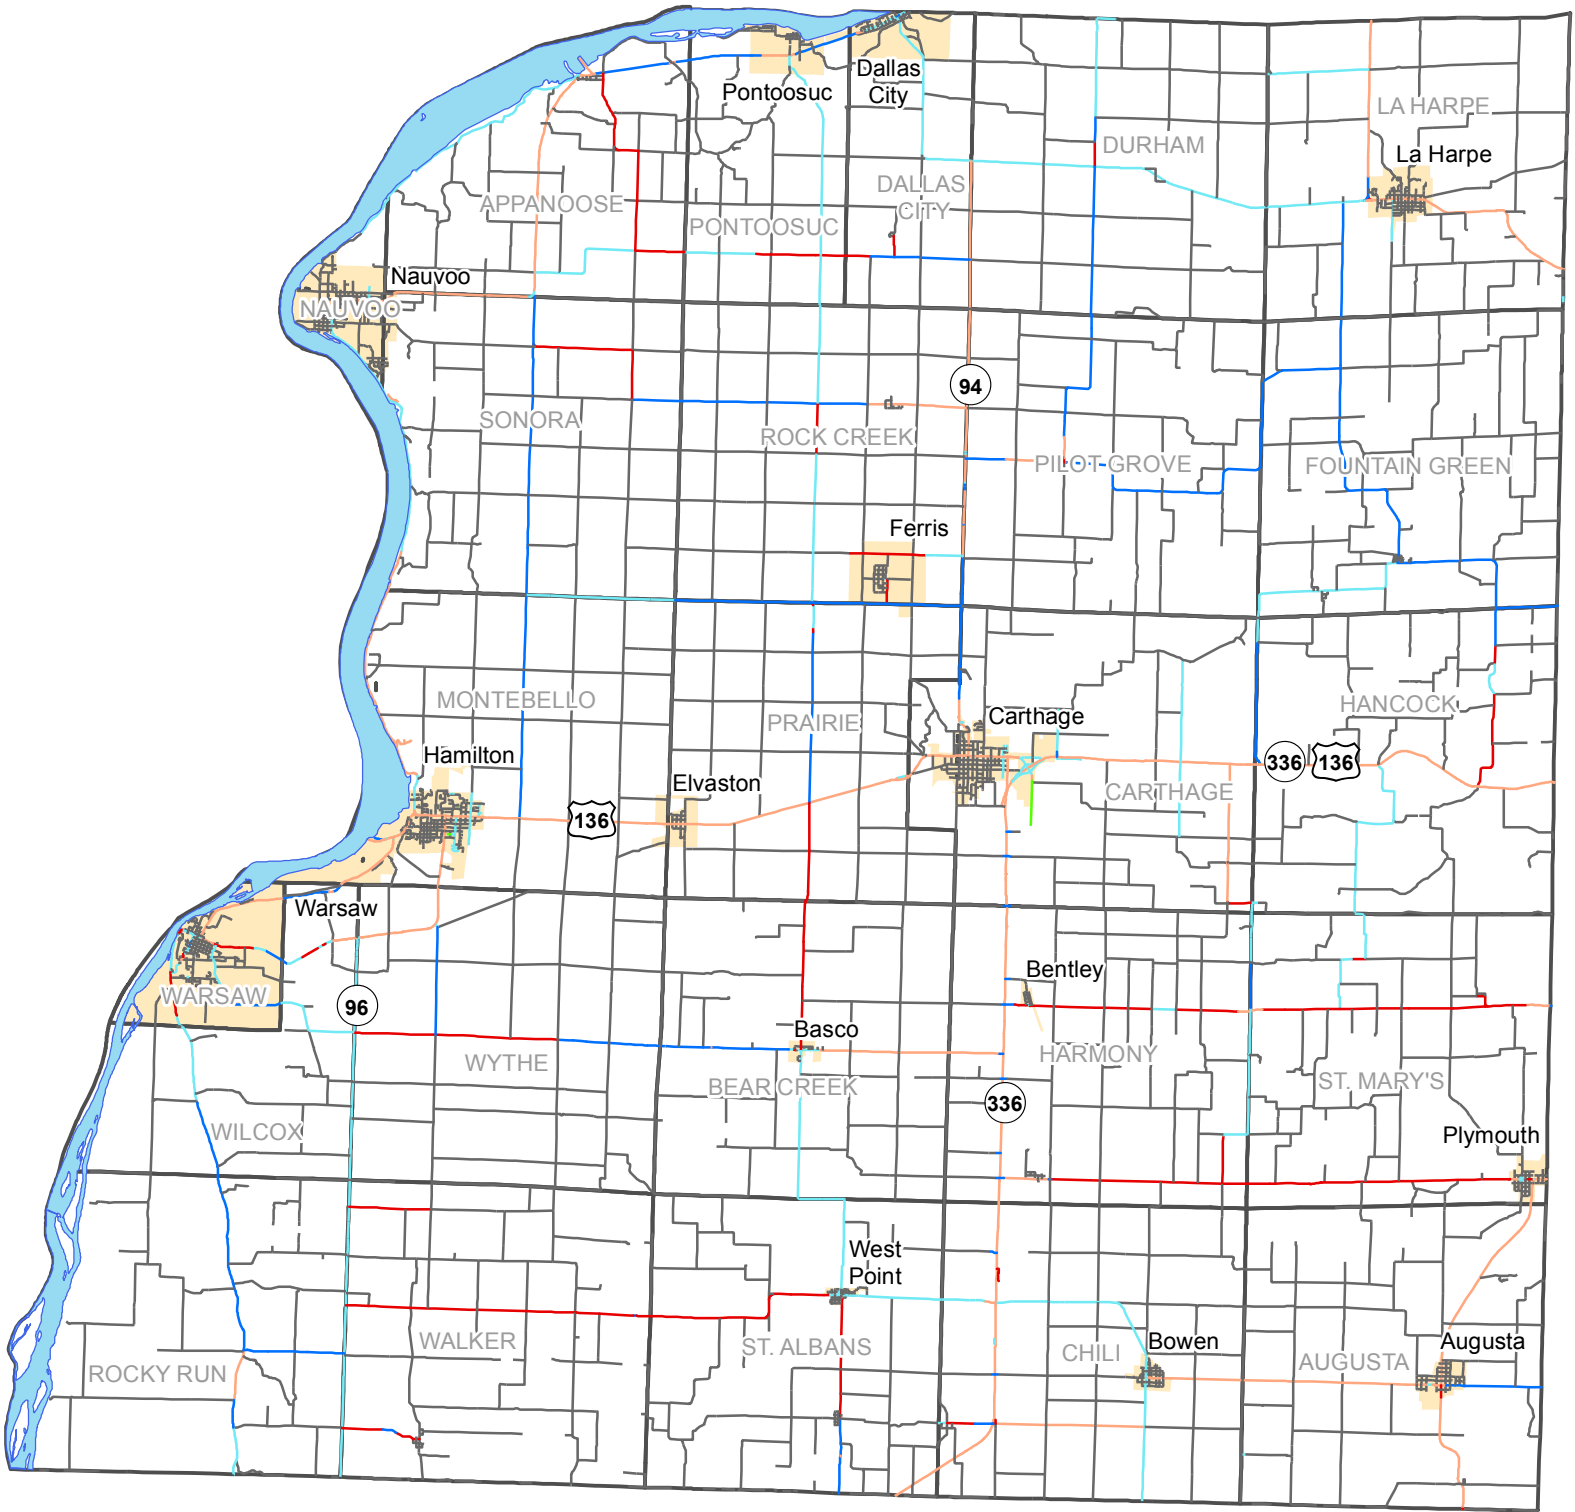 Pontoosuc
Dallas
City
LA HARPE
DURHAM
La Harpe
APPANOOSE
DALLAS
CITY
PONTOOSUC
Nauvoo
NAUVOO
94
SONORA
ROCK CREEK
PILOT GROVE
FOUNTAIN GREEN
Ferris
MONTEBELLO
PRAIRIE
Carthage
HANCOCK
Hamilton
Elvaston
336
136
CARTHAGE
136
Warsaw
Bentley
WARSAW
96
Basco
WYTHE
HARMONY
BEAR CREEK
ST. MARY'S
336
WILCOX
Plymouth
West
Point
WALKER
ST. ALBANS
CHILI
Bowen
Augusta
ROCKY RUN
AUGUSTA